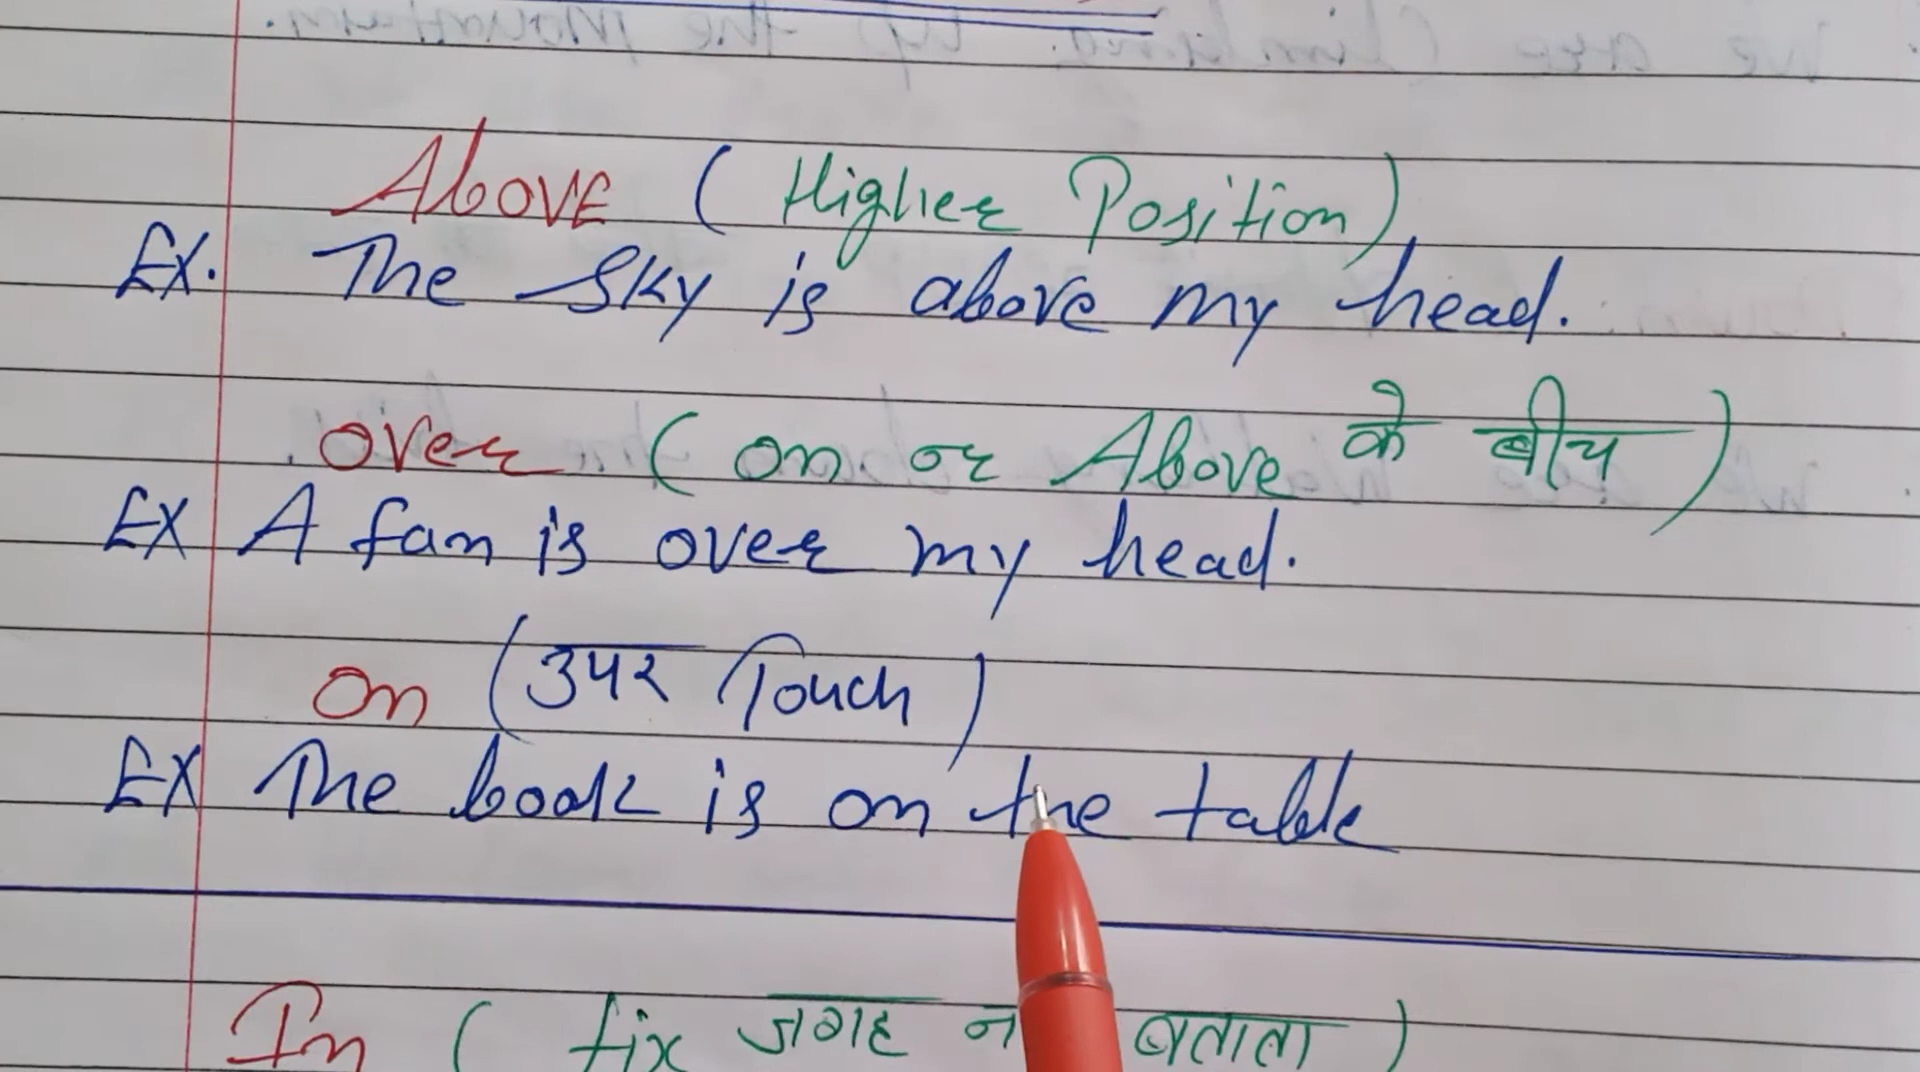 Above (Higher Position)
Ex. The sky is above my head.
over (on or Above के बीच)
EX A fan is over my head.
on (उपर Touch)
EX The book is on the table
In ( fix जगह न बताता )